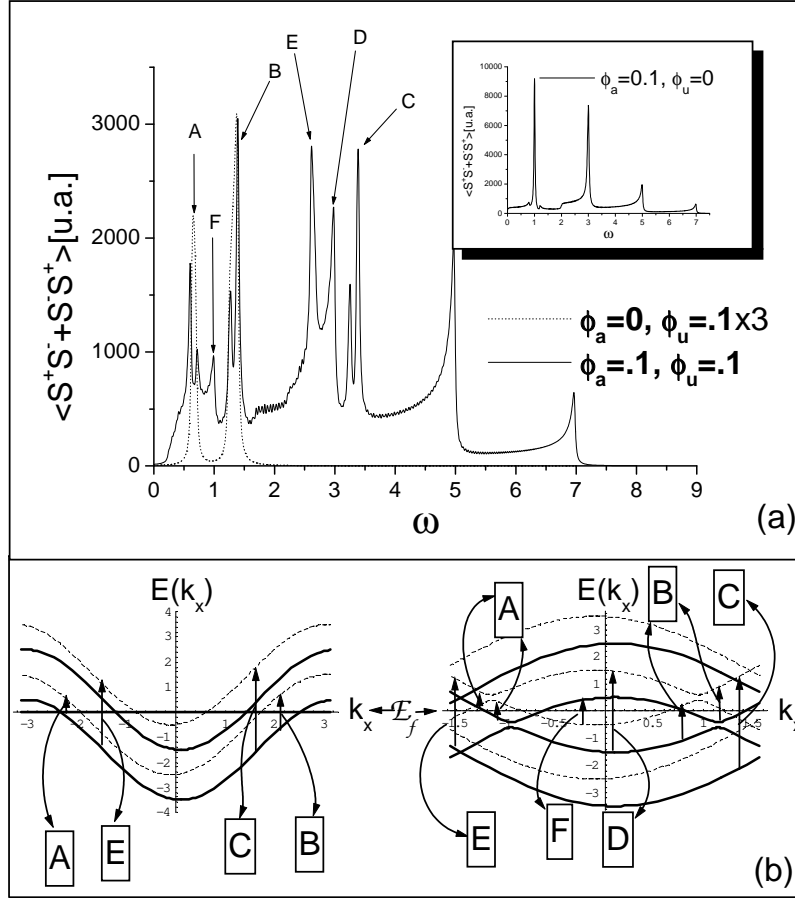 A
F
B
E
D
C
3000
2000
1000
0
<S⁺S⁻+S⁻S⁺>[u.a.]
0 1 2 3 4 5 6 7 8 9
ω
10000
8000
6000
4000
2000
0
<S⁺S⁻+S⁻S⁺>[u.a.]
0 1 2 3 4 5 6 7
ω
ϕₐ=0.1, ϕᵤ=0
ϕₐ=0, ϕᵤ=.1x3
ϕₐ=.1, ϕᵤ=.1
(a)
E(kₓ)
4
3
2
1
-3 -2 -1 1 2 3
-1
-2
-3
-4
kₓ
A
E
C
B
ℰ_f
E(kₓ)
3
2
1
-1.5 -0.5 0.5 1 1.5
-1
-2
-3
kₓ
A
B
C
E
F
D
(b)